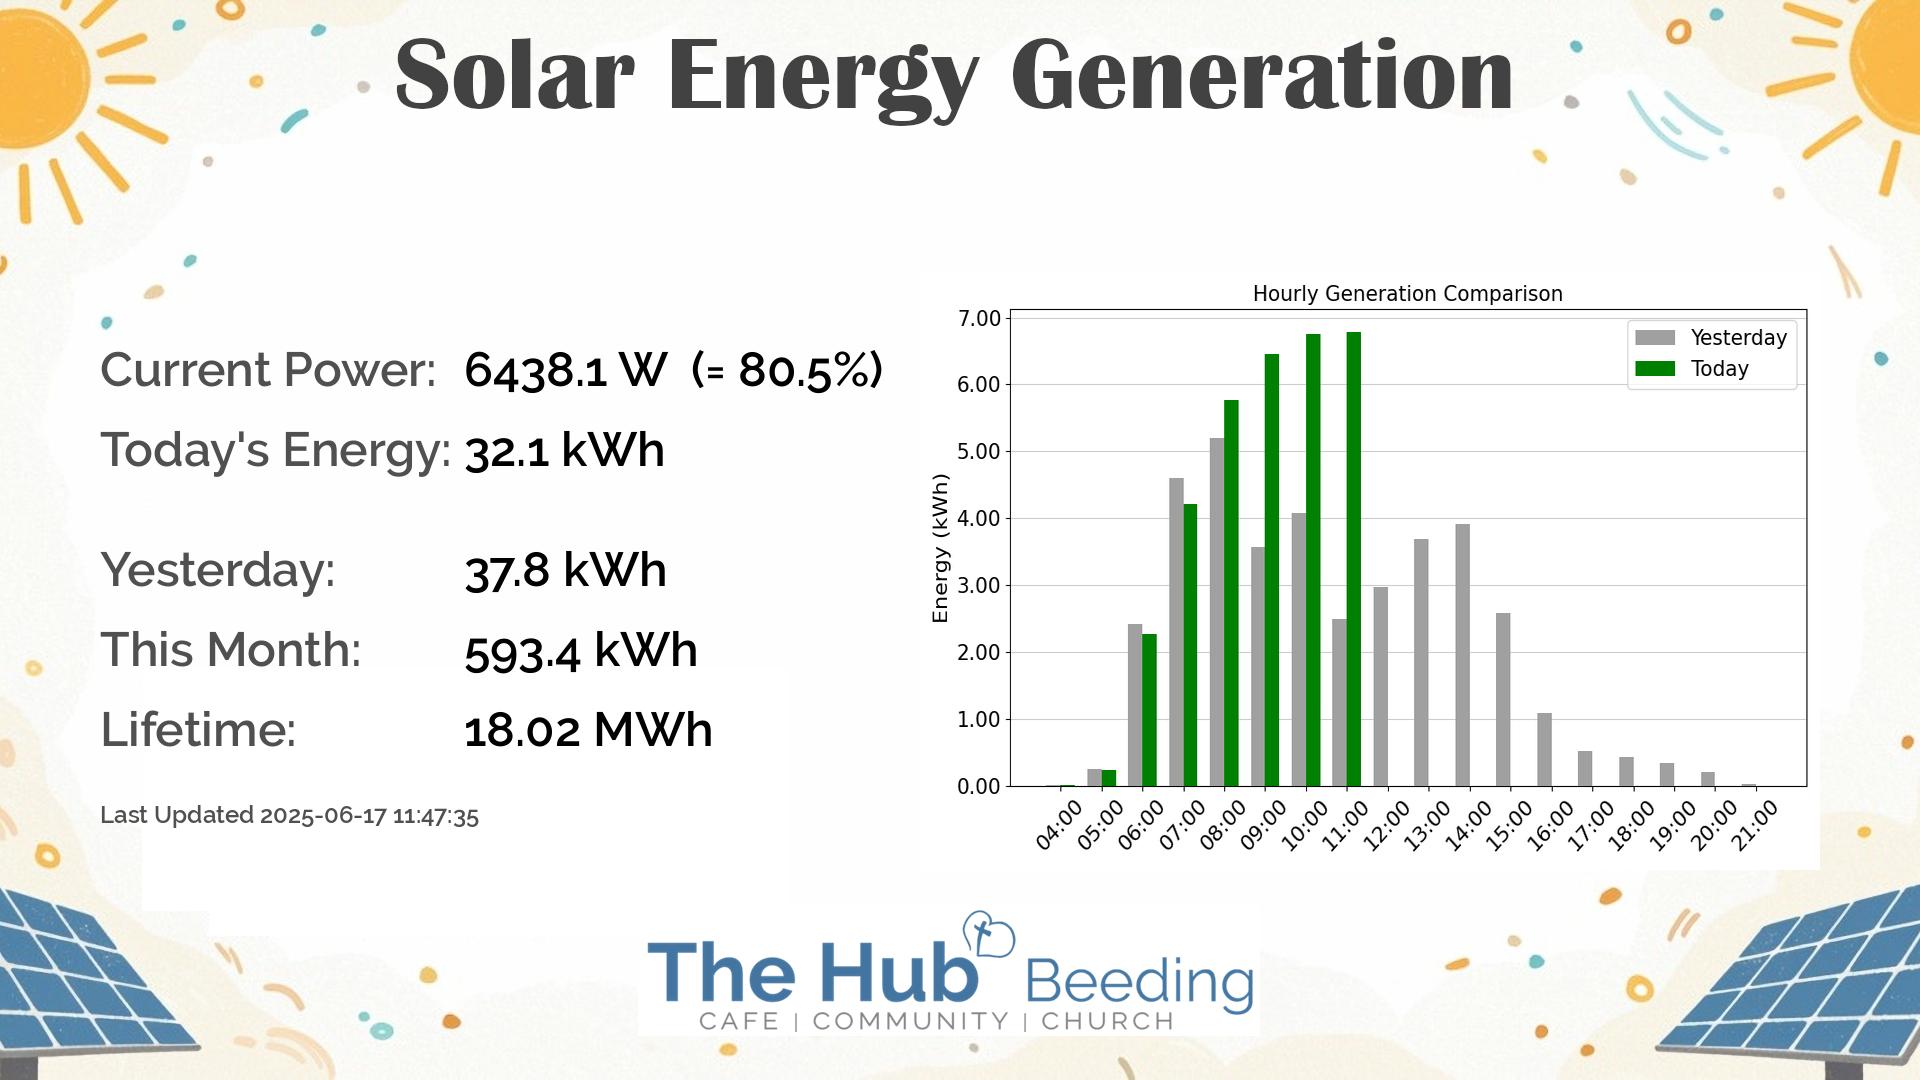 Solar Energy Generation
Current Power: 6438.1 W (= 80.5%)
Today's Energy: 32.1 kWh
Yesterday: 37.8 kWh
This Month: 593.4 kWh
Lifetime: 18.02 MWh
Last Updated 2025-06-17 11:47:35
Hourly Generation Comparison
Yesterday
Today
Energy (kWh)
7.00
6.00
5.00
4.00
3.00
2.00
1.00
0.00
04:00 05:00 06:00 07:00 08:00 09:00 10:00 11:00 12:00 13:00 14:00 15:00 16:00 17:00 18:00 19:00 20:00 21:00
The Hub Beeding
CAFE | COMMUNITY | CHURCH